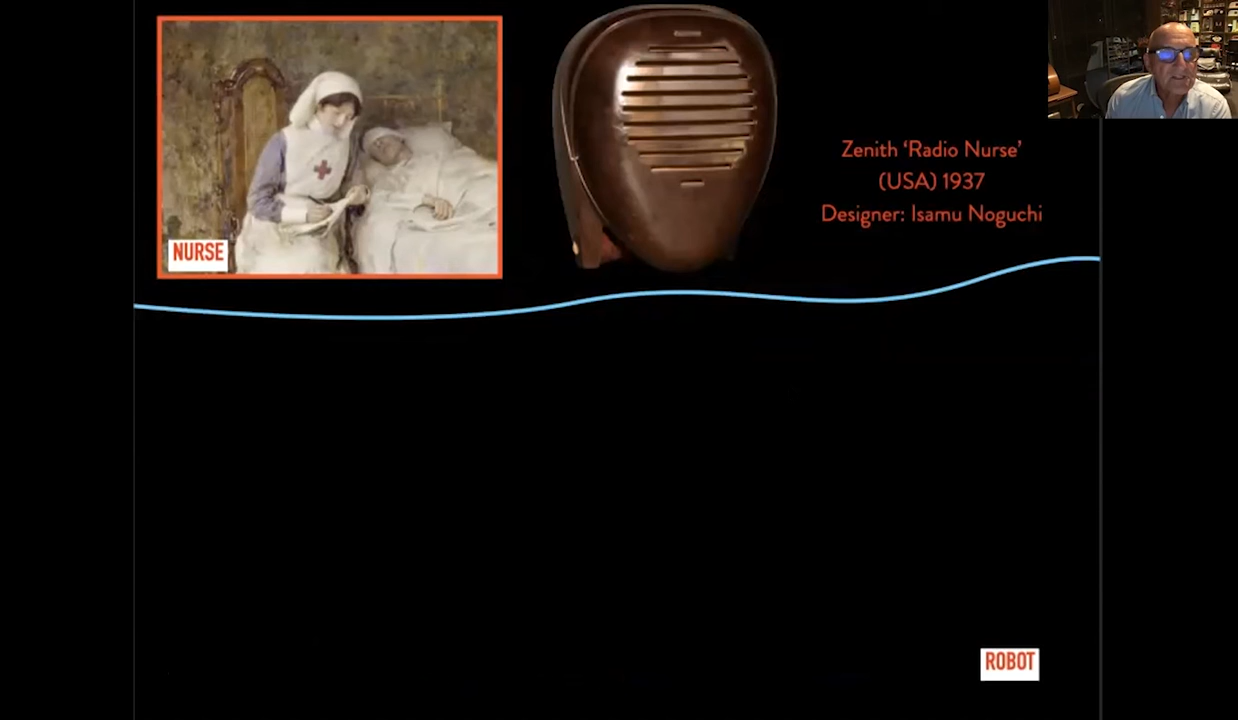 NURSE
Zenith ‘Radio Nurse’
(USA) 1937
Designer: Isamu Noguchi
ROBOT